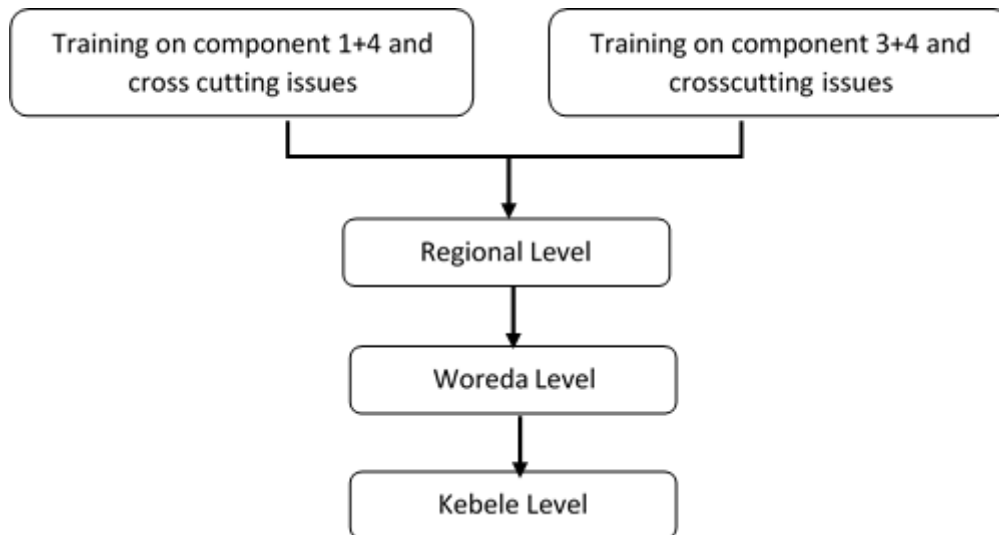 Training on component 1+4 and
cross cutting issues
Training on component 3+4 and
crosscutting issues
Regional Level
Woreda Level
Kebele Level